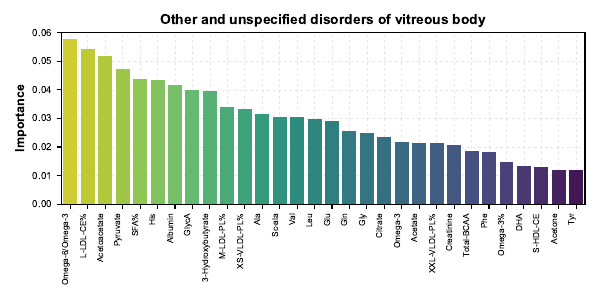 Other and unspecified disorders of vitreous body
Importance
0.06
0.05
0.04
0.03
0.02
0.01
0.00
Omega-6/Omega-3
L-LDL-CE%
Acetoacetate
Pyruvate
SFA%
His
Albumin
GlycA
3-Hydroxybutyrate
M-LDL-PL%
XS-VLDL-PL%
Ala
Sc-ala
Val
Leu
Glu
Gln
Gly
Citrate
Omega-3
Acetate
XXL-VLDL-PL%
Creatinine
Total-BCAA
Phe
Omega-3%
DHA
S-HDL-CE
Acetone
Tyr